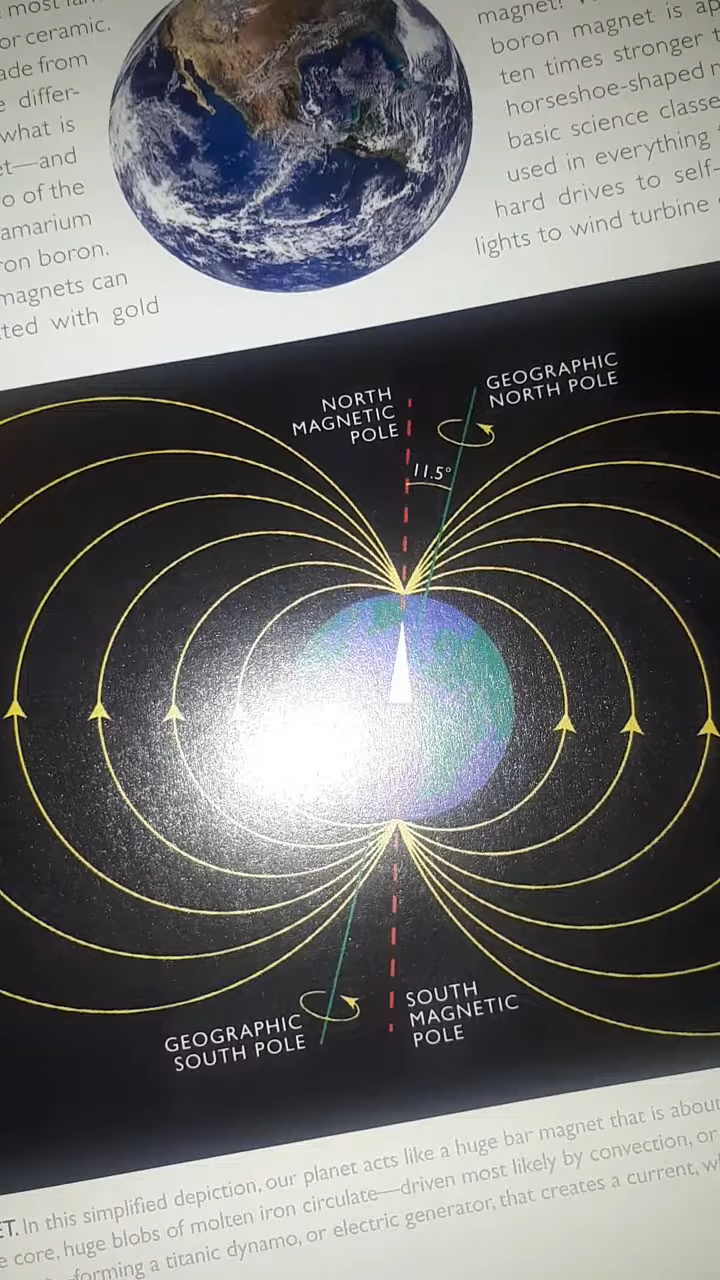 most
or ceramic.
ade from
e differ-
what is
et—and
o of the
amarium
ron boron.
magnets can
ted with gold
magnet!
boron magnet is ap
ten times stronger t
horseshoe-shaped
basic science classe
used in everything
hard drives to self-
lights to wind turbine
NORTH
MAGNETIC
POLE
GEOGRAPHIC
NORTH POLE
11.5°
GEOGRAPHIC
SOUTH POLE
SOUTH
MAGNETIC
POLE
ET. In this simplified depiction, our planet acts like a huge bar magnet that is about
e core, huge blobs of molten iron circulate—driven most likely by convection, or
forming a titanic dynamo, or electric generator, that creates a current, w